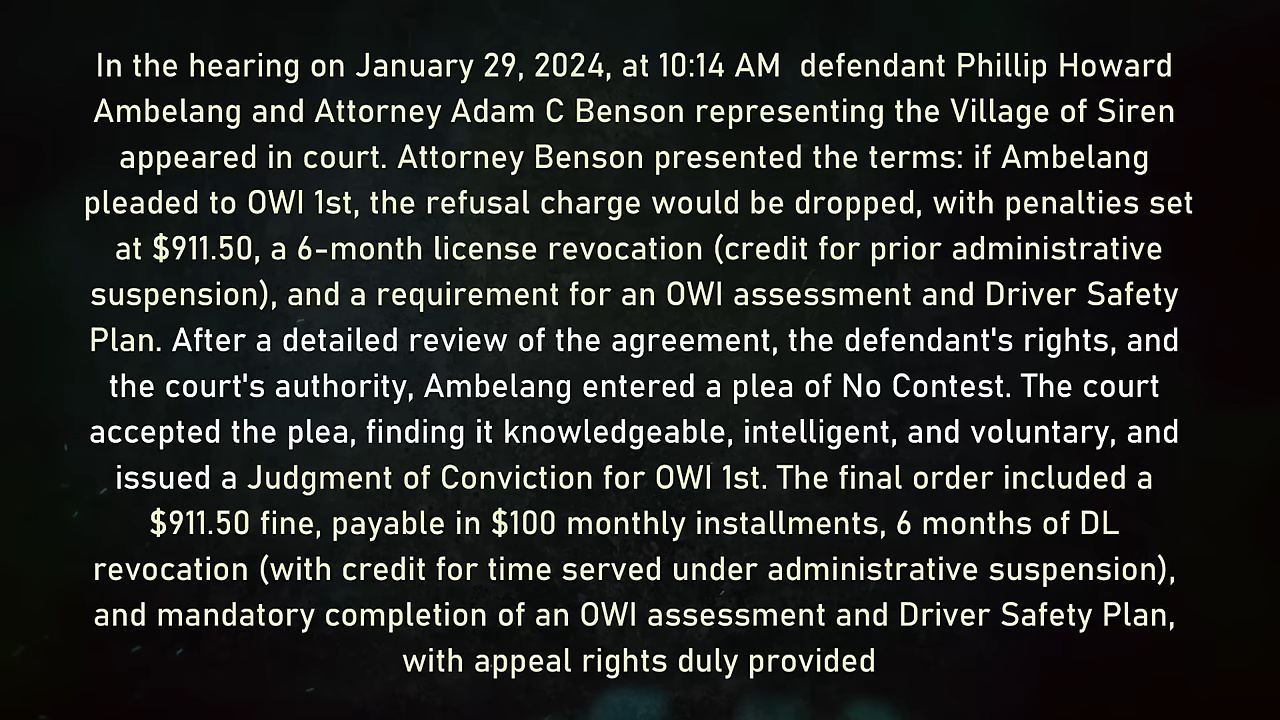 In the hearing on January 29, 2024, at 10:14 AM  defendant Phillip Howard
Ambelang and Attorney Adam C Benson representing the Village of Siren
appeared in court. Attorney Benson presented the terms: if Ambelang
pleaded to OWI 1st, the refusal charge would be dropped, with penalties set
at $911.50, a 6-month license revocation (credit for prior administrative
suspension), and a requirement for an OWI assessment and Driver Safety
Plan. After a detailed review of the agreement, the defendant's rights, and
the court's authority, Ambelang entered a plea of No Contest. The court
accepted the plea, finding it knowledgeable, intelligent, and voluntary, and
issued a Judgment of Conviction for OWI 1st. The final order included a
$911.50 fine, payable in $100 monthly installments, 6 months of DL
revocation (with credit for time served under administrative suspension),
and mandatory completion of an OWI assessment and Driver Safety Plan,
with appeal rights duly provided